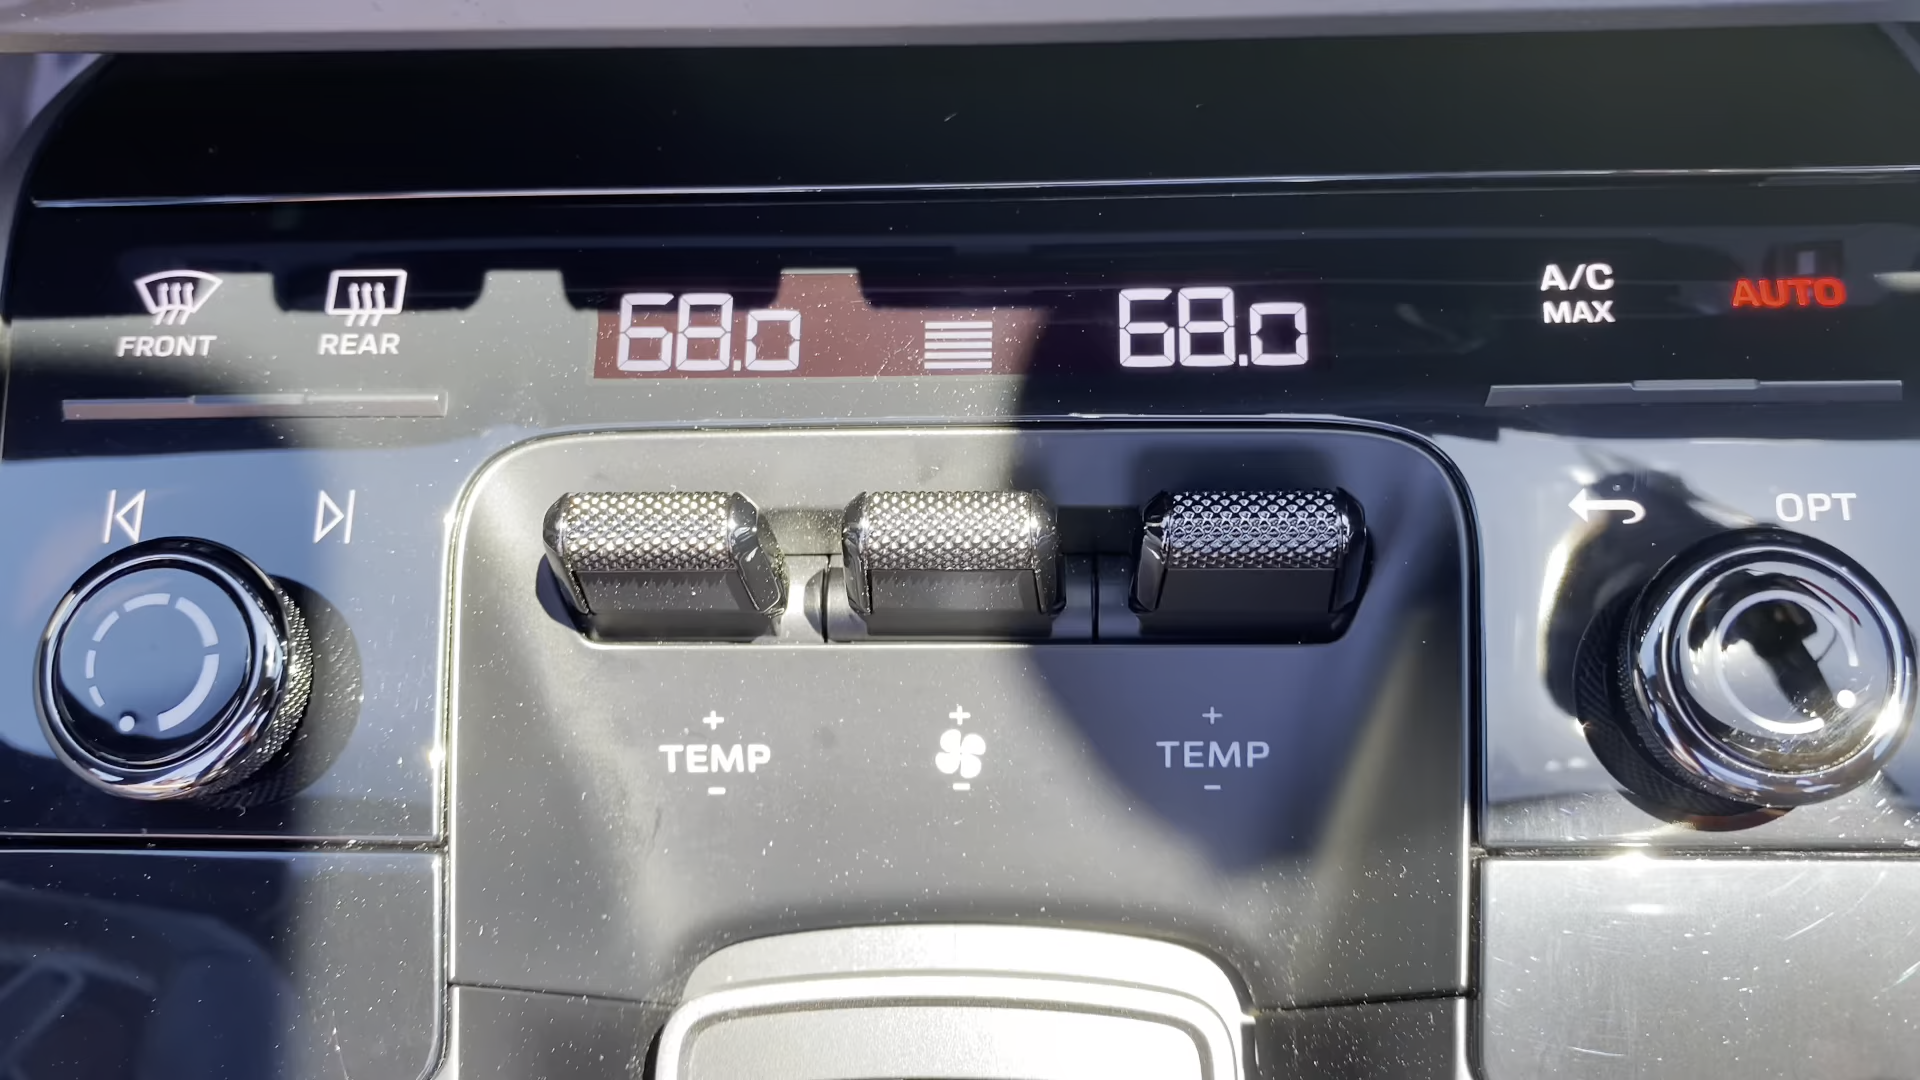 FRONT
REAR
68.0
68.0
A/C
MAX
AUTO
OPT
+
TEMP
-
+
-
+
TEMP
-